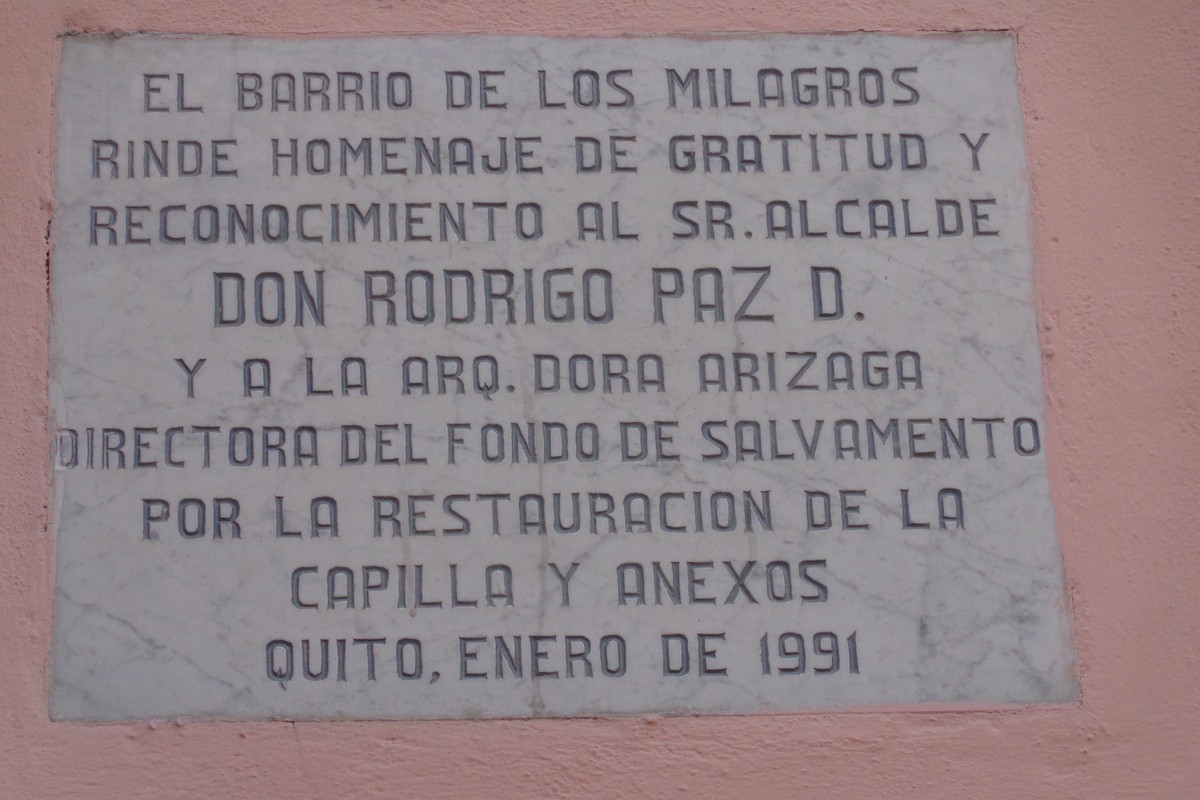 EL BARRIO DE LOS MILAGROS
RINDE HOMENAJE DE GRATITUD Y
RECONOCIMIENTO AL SR. ALCALDE
DON RODRIGO PAZ D.
Y A LA ARQ. DORA ARIZAGA
DIRECTORA DEL FONDO DE SALVAMENTO
POR LA RESTAURACION DE LA
CAPILLA Y ANEXOS
QUITO, ENERO DE 1991